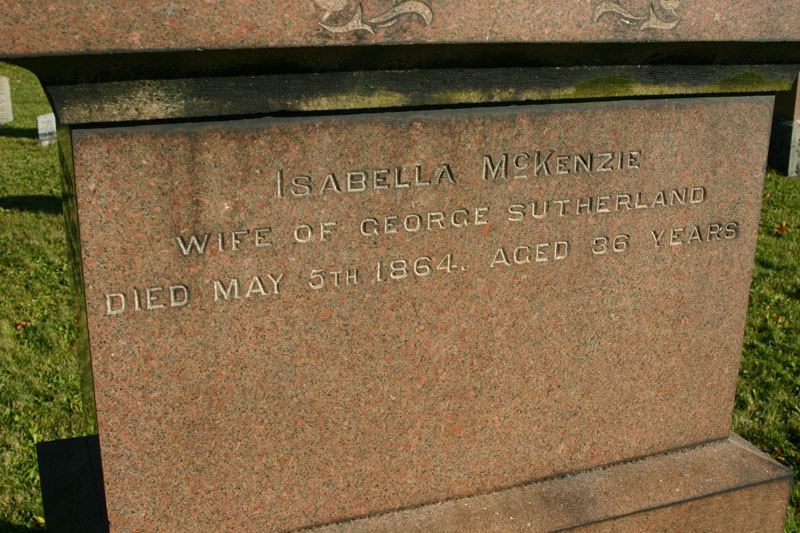 ISABELLA McKENZIE
WIFE OF GEORGE SUTHERLAND
DIED MAY 5TH 1864. AGED 36 YEARS